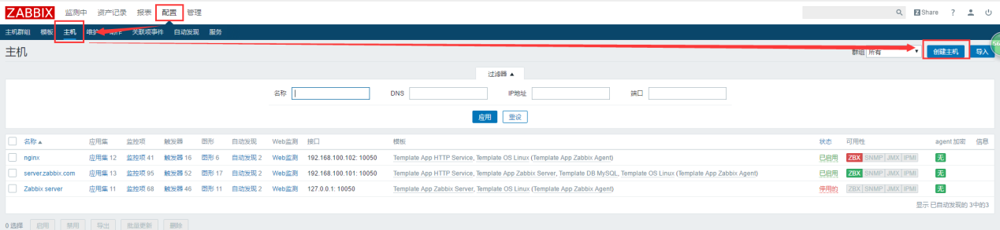 ZABBIX 监测中 资产记录 报表 配置 管理 Share ?
主机群组 模板 主机 维护 动作 关联项事件 自动发现 服务
主机 群组 所有 创建主机 导入
过滤器 ▲
名称 DNS IP地址 端口
应用 重设
名称 ▲ 应用集 监控项 触发器 图形 自动发现 Web监测 接口 模板 状态 可用性 agent 加密 信息
nginx 应用集 12 监控项 41 触发器 16 图形 6 自动发现 2 Web监测 192.168.100.102: 10050 Template App HTTP Service, Template OS Linux (Template App Zabbix Agent) 已启用 ZBX SNMP JMX IPMI 无
server.zabbix.com 应用集 13 监控项 95 触发器 52 图形 17 自动发现 2 Web监测 192.168.100.101: 10050 Template App HTTP Service, Template App Zabbix Server, Template DB MySQL, Template OS Linux (Template App Zabbix Agent) 已启用 ZBX SNMP JMX IPMI 无
Zabbix server 应用集 11 监控项 68 触发器 46 图形 11 自动发现 2 Web监测 127.0.0.1: 10050 Template App Zabbix Server, Template OS Linux (Template App Zabbix Agent) 停用的 ZBX SNMP JMX IPMI 无
显示 已自动发现的 3中的3
0 选择 启用 禁用 导出 批量更新 删除